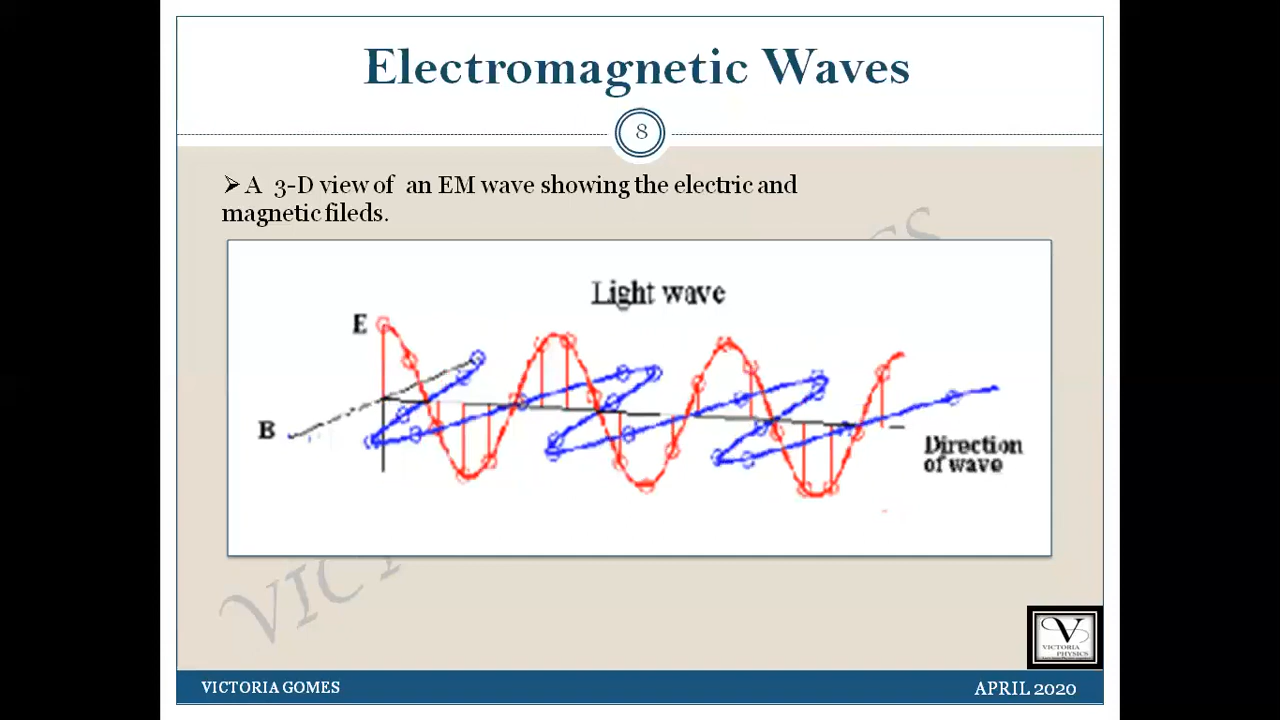 Electromagnetic Waves
8
➢ A 3-D view of an EM wave showing the electric and
magnetic fileds.
Light wave
E
B
Direction
of wave
V
VICTORIA
PHYSICS
VICTORIA GOMES
APRIL 2020